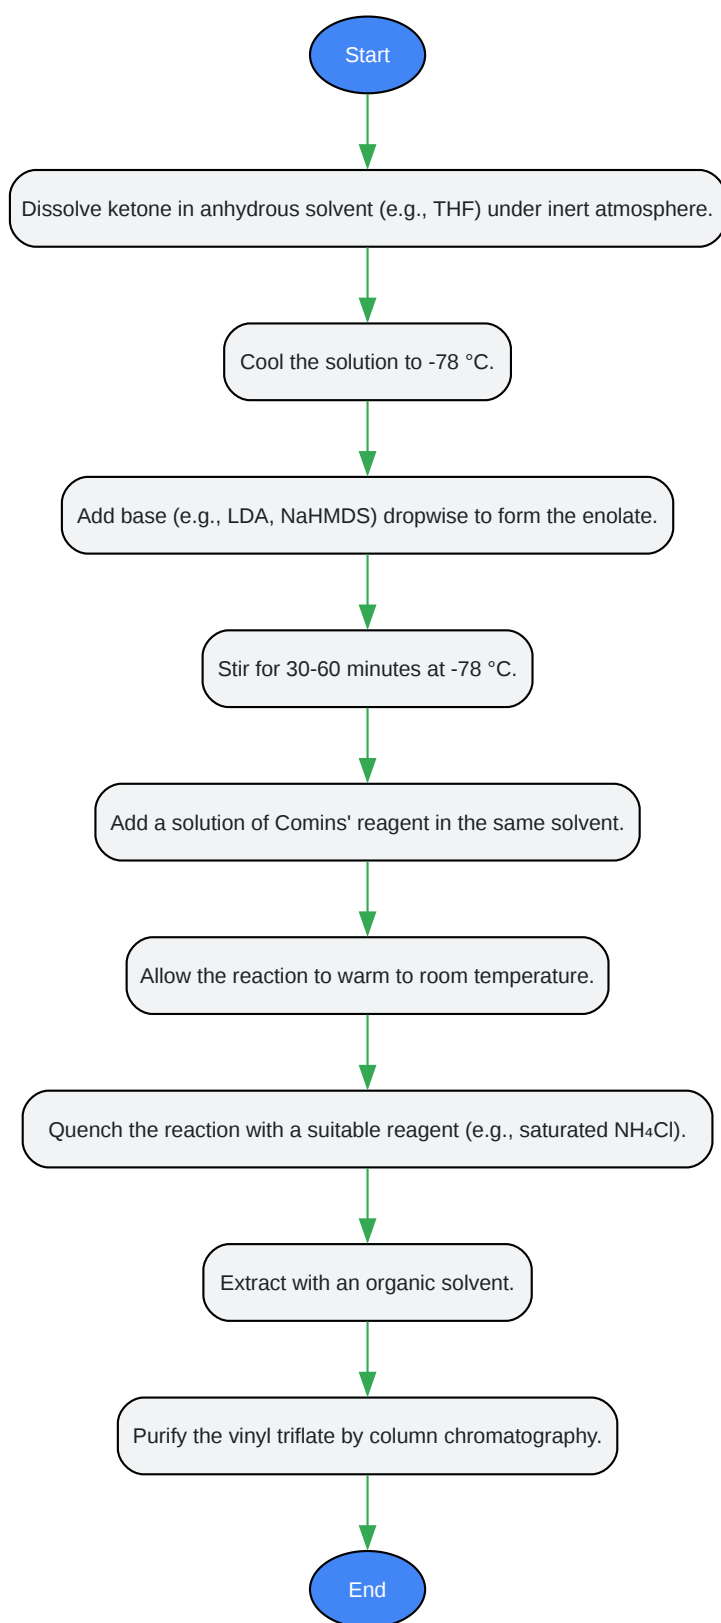 Start
Dissolve ketone in anhydrous solvent (e.g., THF) under inert atmosphere.
Cool the solution to -78 °C.
Add base (e.g., LDA, NaHMDS) dropwise to form the enolate.
Stir for 30-60 minutes at -78 °C.
Add a solution of Comins' reagent in the same solvent.
Allow the reaction to warm to room temperature.
Quench the reaction with a suitable reagent (e.g., saturated NH₄Cl).
Extract with an organic solvent.
Purify the vinyl triflate by column chromatography.
End